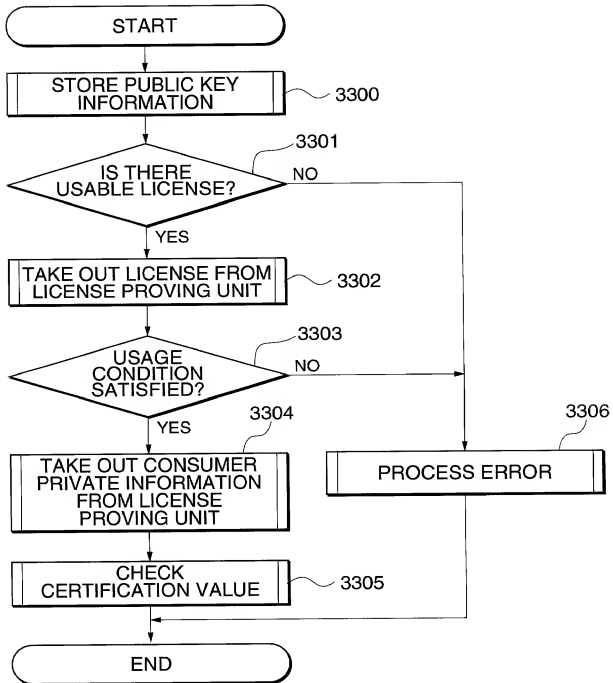 START
STORE PUBLIC KEY
INFORMATION
3300
3301
IS THERE
USABLE LICENSE?
NO
YES
TAKE OUT LICENSE FROM
LICENSE PROVING UNIT
3302
3303
USAGE
CONDITION
SATISFIED?
NO
YES
3304
TAKE OUT CONSUMER
PRIVATE INFORMATION
FROM LICENSE
PROVING UNIT
3306
PROCESS ERROR
CHECK
CERTIFICATION VALUE
3305
END